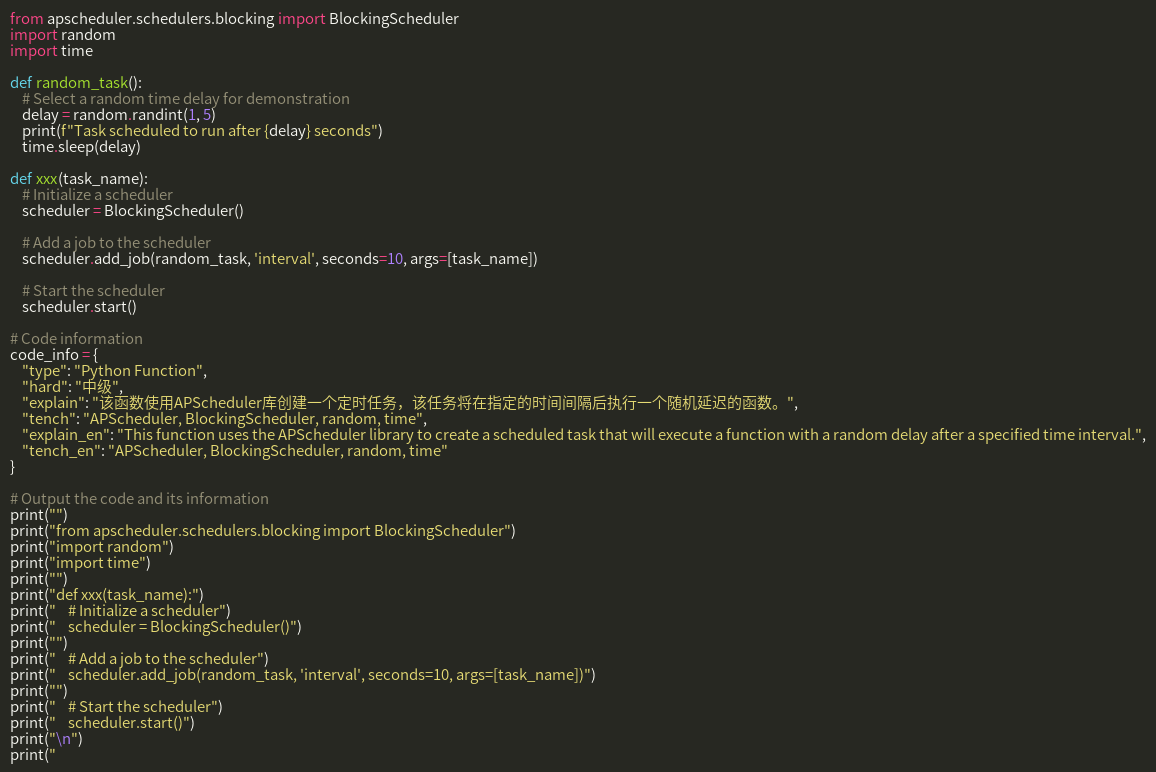 from apscheduler.schedulers.blocking import BlockingScheduler
import random
import time

def random_task():
    # Select a random time delay for demonstration
    delay = random.randint(1, 5)
    print(f"Task scheduled to run after {delay} seconds")
    time.sleep(delay)

def xxx(task_name):
    # Initialize a scheduler
    scheduler = BlockingScheduler()

    # Add a job to the scheduler
    scheduler.add_job(random_task, 'interval', seconds=10, args=[task_name])

    # Start the scheduler
    scheduler.start()

# Code information
code_info = {
    "type": "Python Function",
    "hard": "中级",
    "explain": "该函数使用APScheduler库创建一个定时任务，该任务将在指定的时间间隔后执行一个随机延迟的函数。",
    "tench": "APScheduler, BlockingScheduler, random, time",
    "explain_en": "This function uses the APScheduler library to create a scheduled task that will execute a function with a random delay after a specified time interval.",
    "tench_en": "APScheduler, BlockingScheduler, random, time"
}

# Output the code and its information
print("")
print("from apscheduler.schedulers.blocking import BlockingScheduler")
print("import random")
print("import time")
print("")
print("def xxx(task_name):")
print("    # Initialize a scheduler")
print("    scheduler = BlockingScheduler()")
print("")
print("    # Add a job to the scheduler")
print("    scheduler.add_job(random_task, 'interval', seconds=10, args=[task_name])")
print("")
print("    # Start the scheduler")
print("    scheduler.start()")
print("\n")
print("